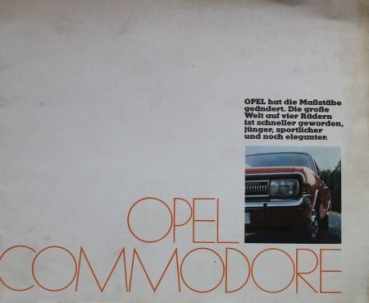 OPEL hat die Maßstäbe
geändert. Die große
Welt auf vier Rädern
ist schneller geworden,
jünger, sportlicher
und noch eleganter.
OPEL
COMMODORE